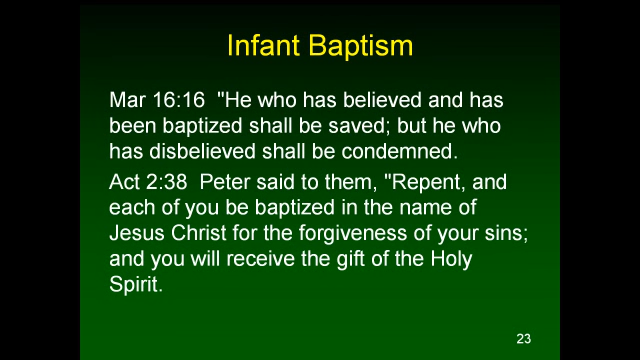 Infant Baptism
Mar 16:16  "He who has believed and has
been baptized shall be saved; but he who
has disbelieved shall be condemned.
Act 2:38  Peter said to them, "Repent, and
each of you be baptized in the name of
Jesus Christ for the forgiveness of your sins;
and you will receive the gift of the Holy
Spirit.
23